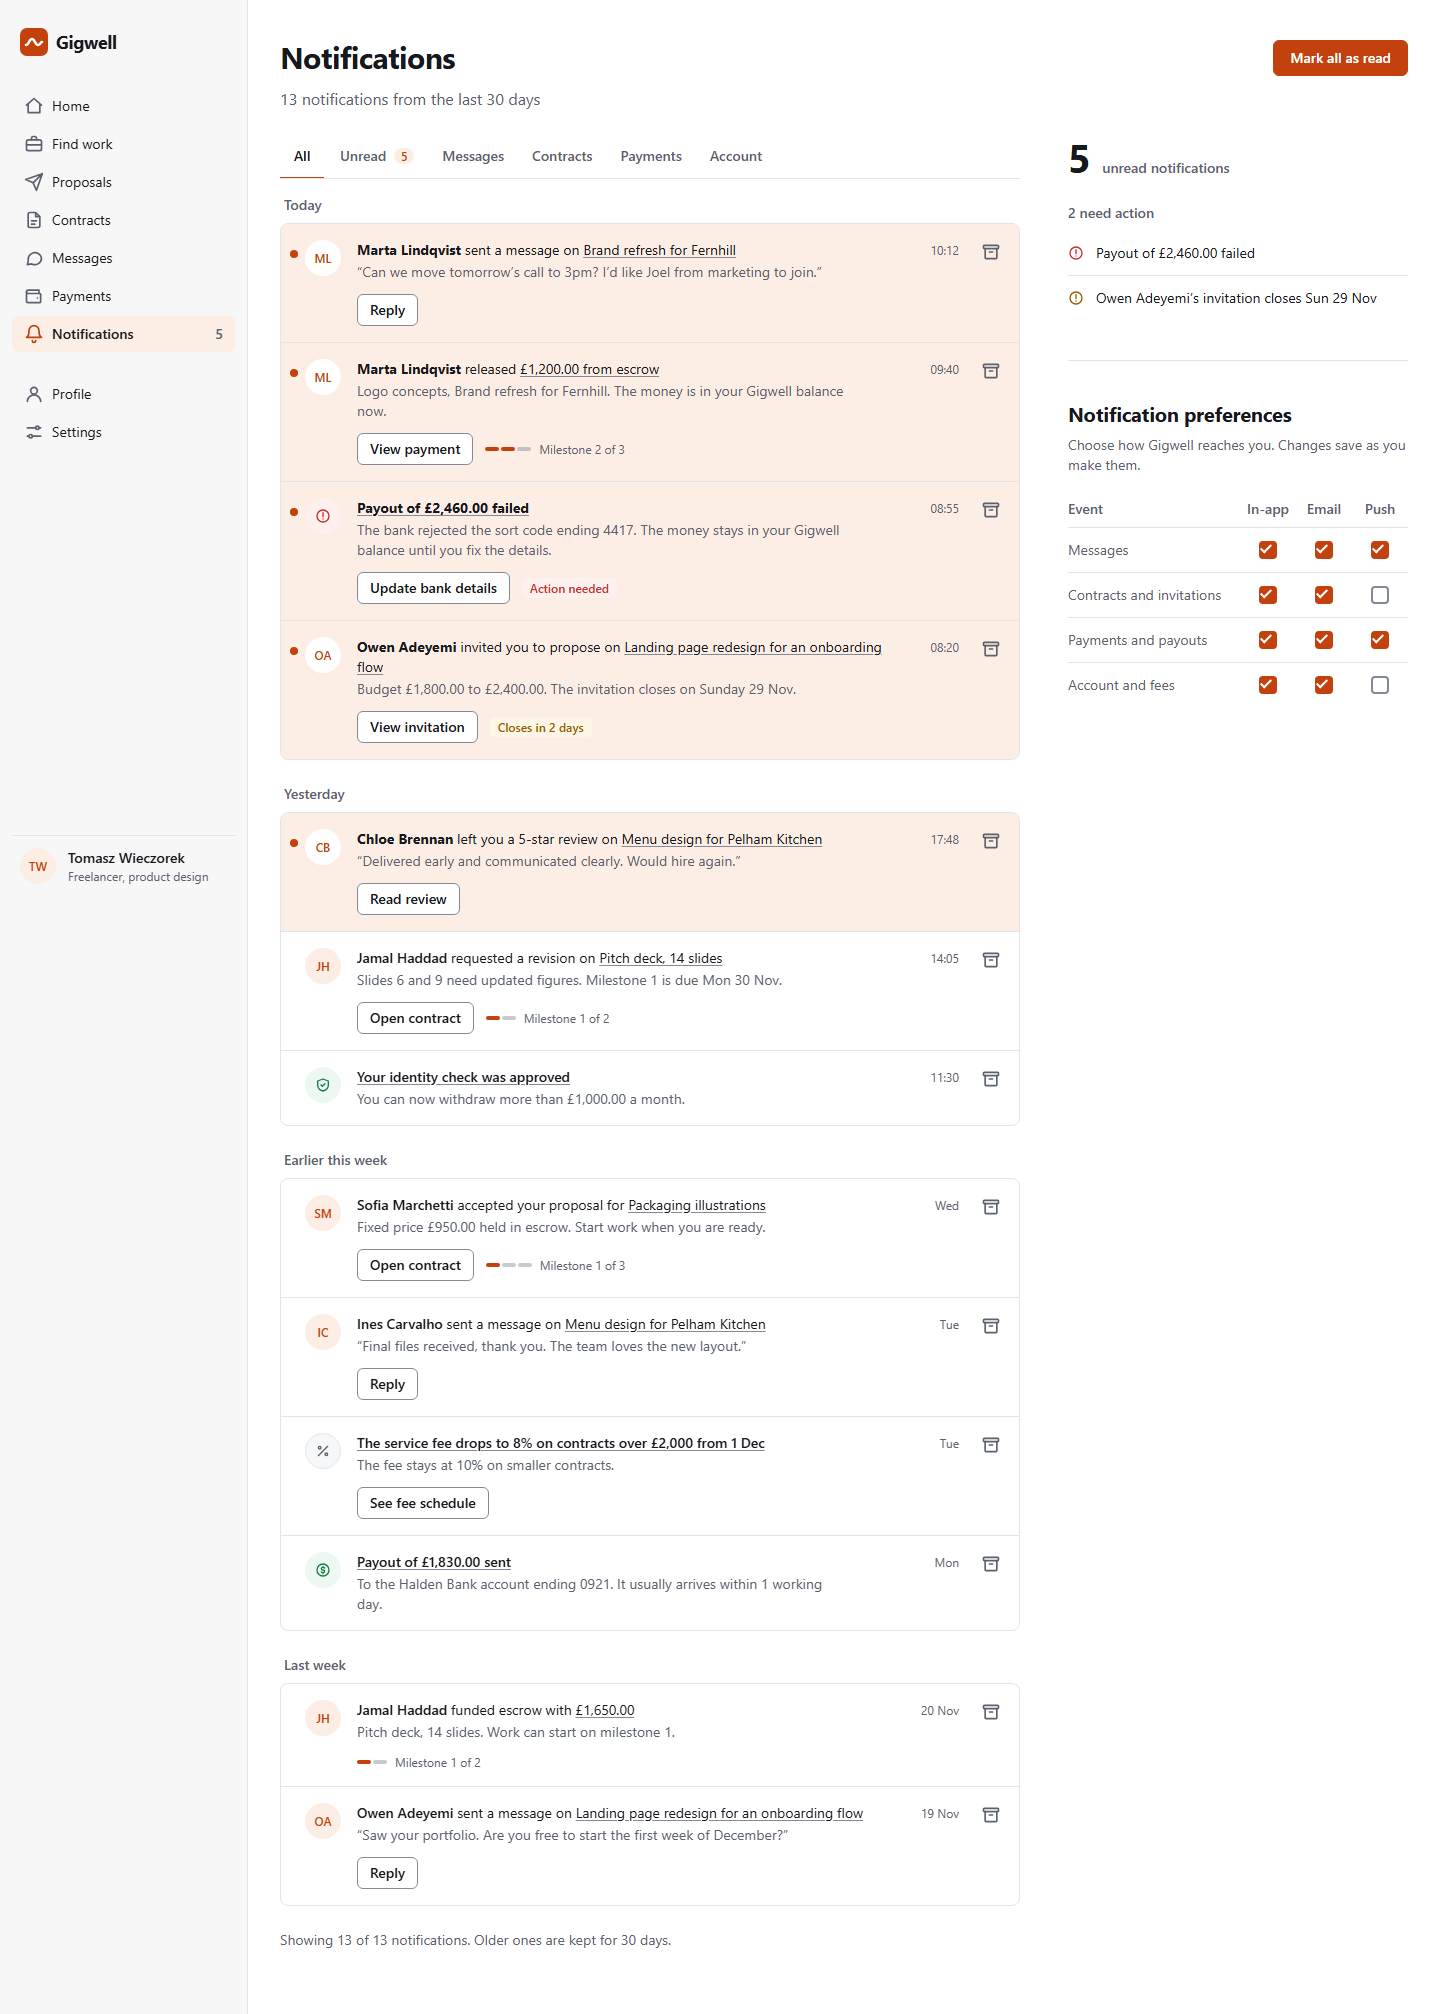 Gigwell
Home
Find work
Proposals
Contracts
Messages
Payments
Notifications 5
Profile
Settings
TW
Tomasz Wieczorek
Freelancer, product design
Notifications
13 notifications from the last 30 days
Mark all as read
All Unread 5 Messages Contracts Payments Account
Today
ML
Marta Lindqvist sent a message on Brand refresh for Fernhill 10:12
“Can we move tomorrow’s call to 3pm? I’d like Joel from marketing to join.”
Reply
ML
Marta Lindqvist released £1,200.00 from escrow 09:40
Logo concepts, Brand refresh for Fernhill. The money is in your Gigwell balance
now.
View payment Milestone 2 of 3
Payout of £2,460.00 failed 08:55
The bank rejected the sort code ending 4417. The money stays in your Gigwell
balance until you fix the details.
Update bank details Action needed
OA
Owen Adeyemi invited you to propose on Landing page redesign for an onboarding 08:20
flow
Budget £1,800.00 to £2,400.00. The invitation closes on Sunday 29 Nov.
View invitation Closes in 2 days
Yesterday
CB
Chloe Brennan left you a 5-star review on Menu design for Pelham Kitchen 17:48
“Delivered early and communicated clearly. Would hire again.”
Read review
JH
Jamal Haddad requested a revision on Pitch deck, 14 slides 14:05
Slides 6 and 9 need updated figures. Milestone 1 is due Mon 30 Nov.
Open contract Milestone 1 of 2
Your identity check was approved 11:30
You can now withdraw more than £1,000.00 a month.
Earlier this week
SM
Sofia Marchetti accepted your proposal for Packaging illustrations Wed
Fixed price £950.00 held in escrow. Start work when you are ready.
Open contract Milestone 1 of 3
IC
Ines Carvalho sent a message on Menu design for Pelham Kitchen Tue
“Final files received, thank you. The team loves the new layout.”
Reply
The service fee drops to 8% on contracts over £2,000 from 1 Dec Tue
The fee stays at 10% on smaller contracts.
See fee schedule
Payout of £1,830.00 sent Mon
To the Halden Bank account ending 0921. It usually arrives within 1 working
day.
Last week
JH
Jamal Haddad funded escrow with £1,650.00 20 Nov
Pitch deck, 14 slides. Work can start on milestone 1.
Milestone 1 of 2
OA
Owen Adeyemi sent a message on Landing page redesign for an onboarding flow 19 Nov
“Saw your portfolio. Are you free to start the first week of December?”
Reply
Showing 13 of 13 notifications. Older ones are kept for 30 days.
5 unread notifications
2 need action
Payout of £2,460.00 failed
Owen Adeyemi’s invitation closes Sun 29 Nov
Notification preferences
Choose how Gigwell reaches you. Changes save as you
make them.
Event In-app Email Push
Messages
Contracts and invitations
Payments and payouts
Account and fees